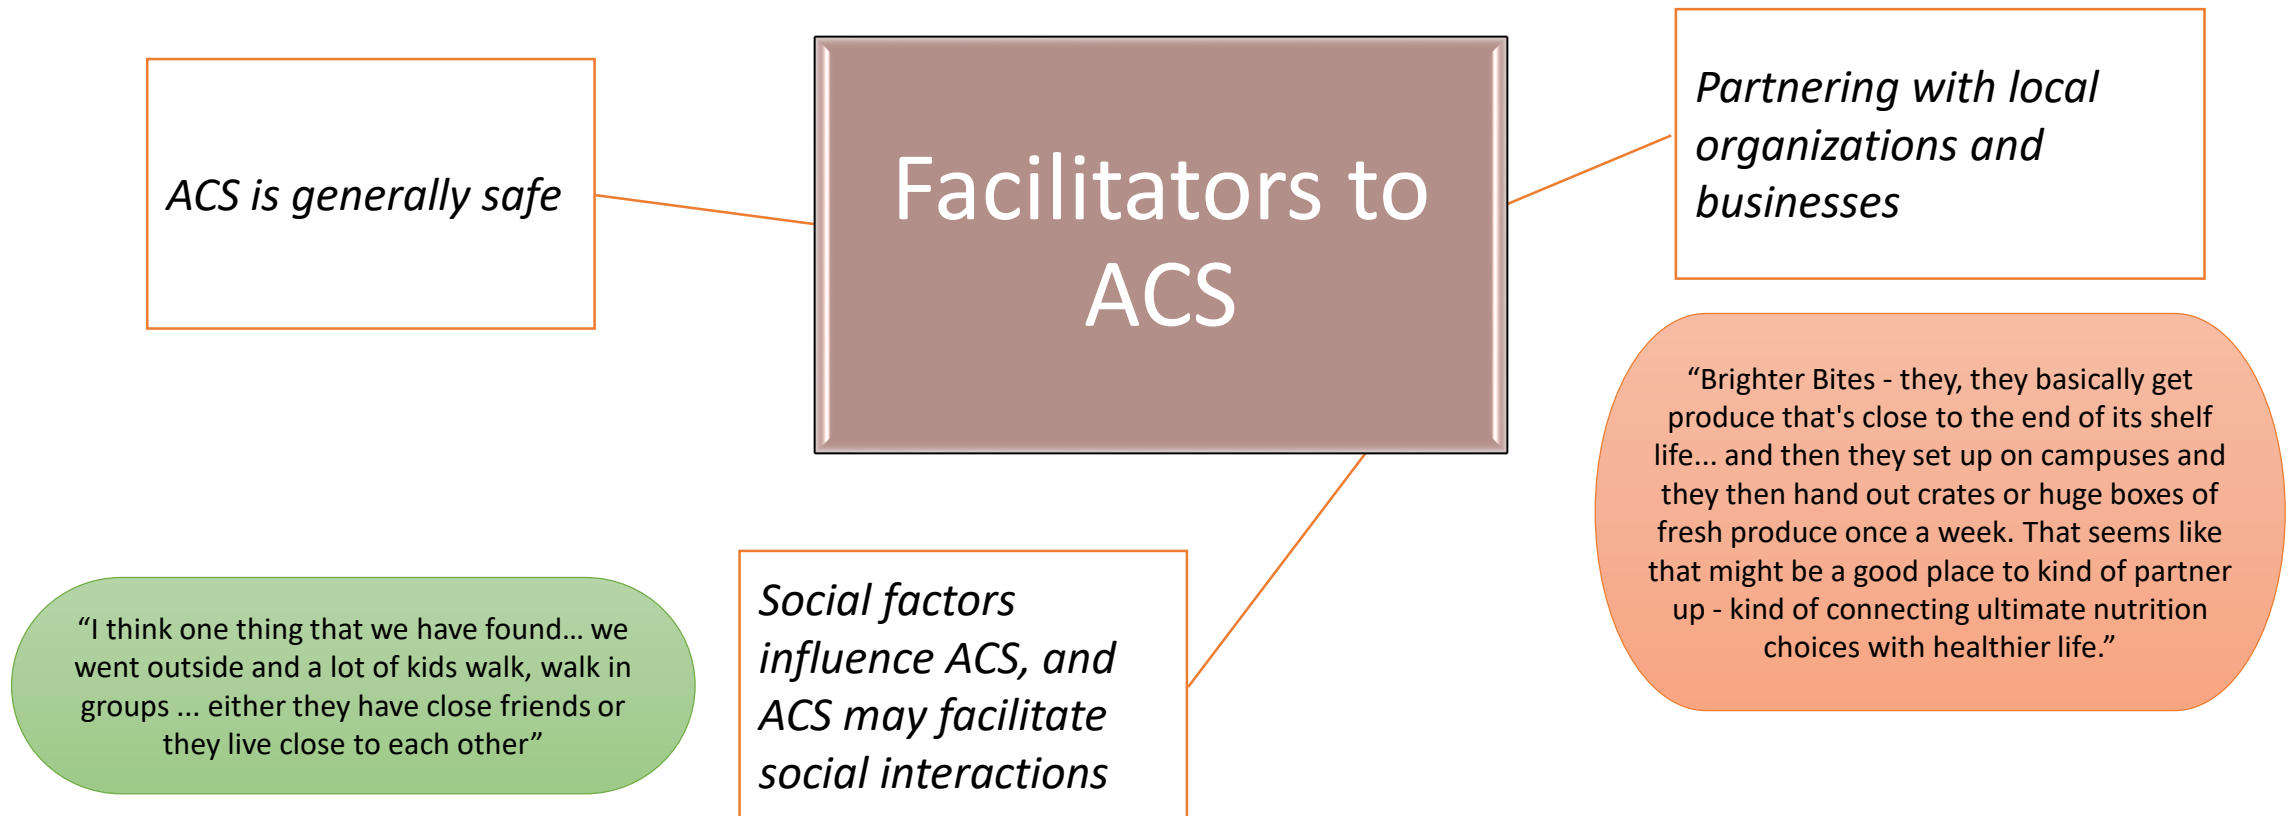 ACS is generally safe
Facilitators to
ACS
Partnering with local
organizations and
businesses
“Brighter Bites - they, they basically get
produce that's close to the end of its shelf
life... and then they set up on campuses and
they then hand out crates or huge boxes of
fresh produce once a week. That seems like
that might be a good place to kind of partner
up - kind of connecting ultimate nutrition
choices with healthier life.”
“I think one thing that we have found… we
went outside and a lot of kids walk, walk in
groups ... either they have close friends or
they live close to each other”
Social factors
influence ACS, and
ACS may facilitate
social interactions